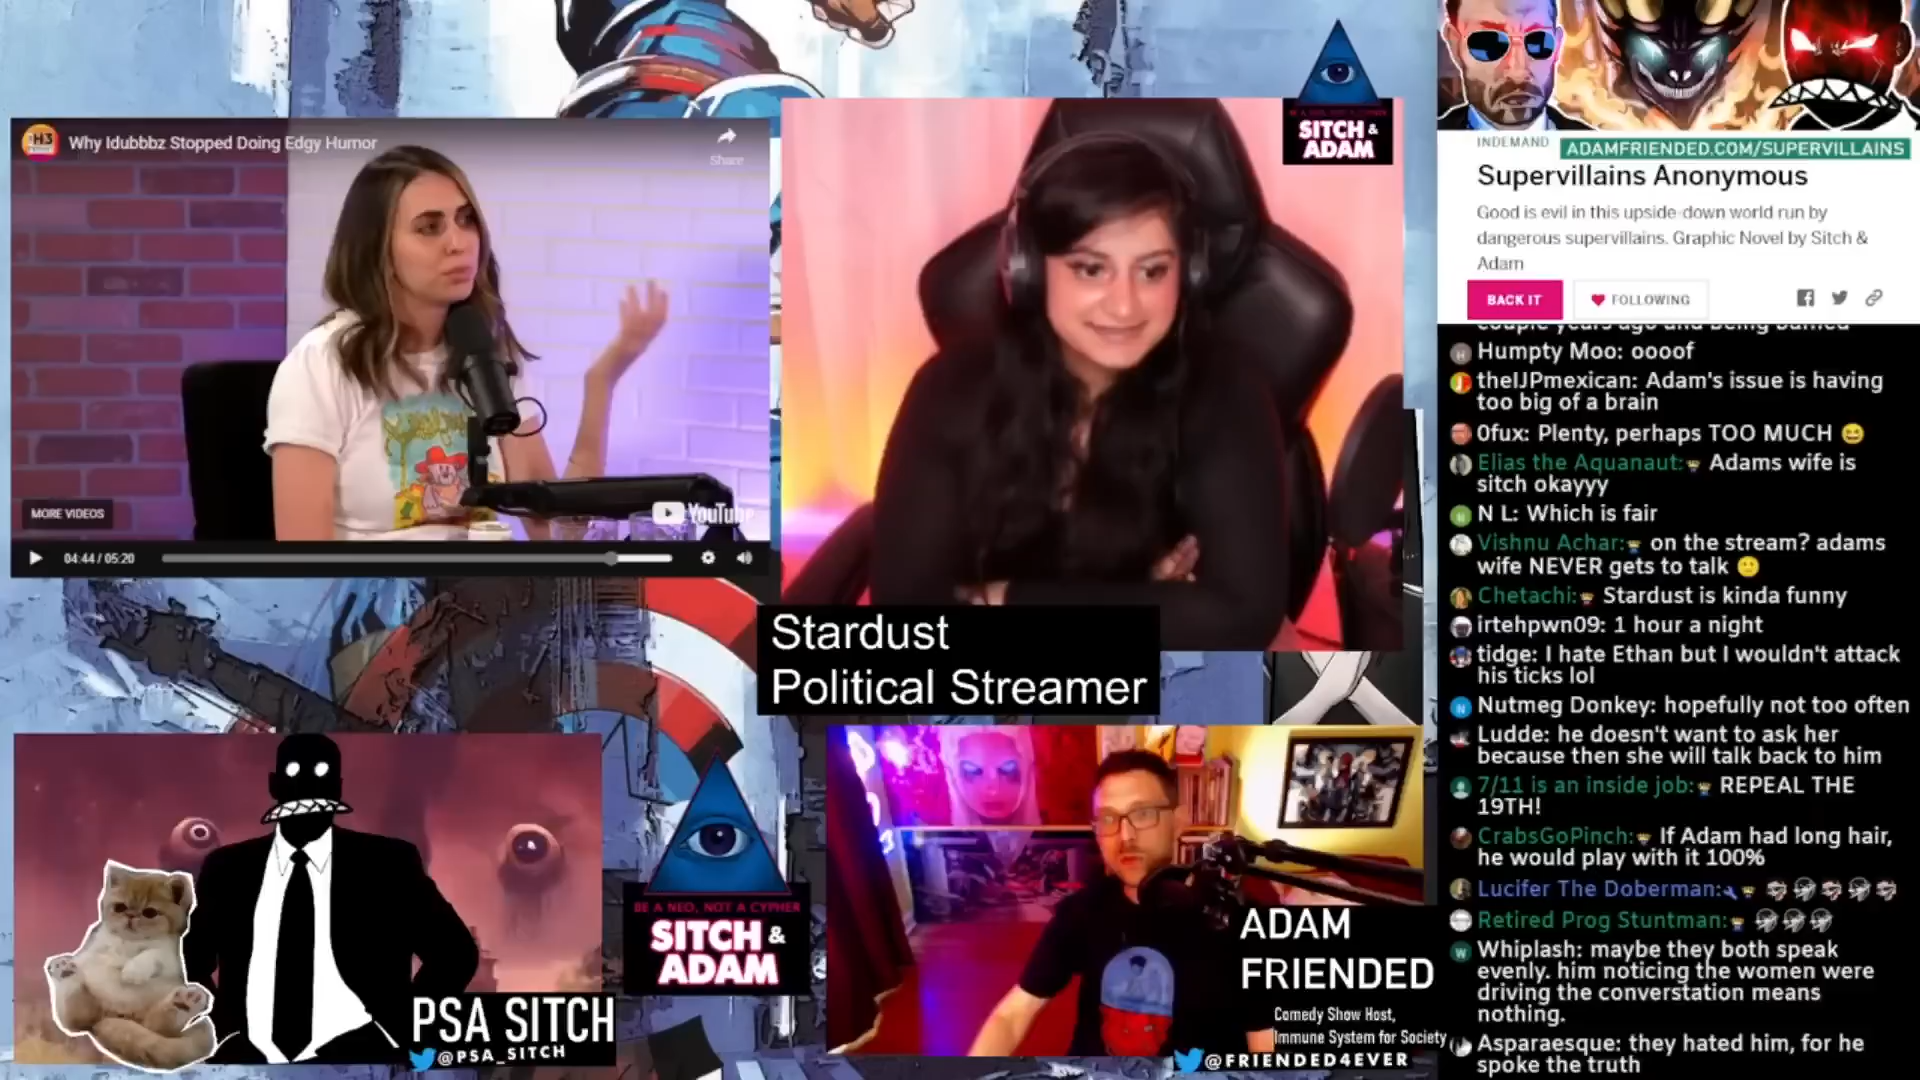 H3
Why Idubbbz Stopped Doing Edgy Humor
Share
MORE VIDEOS
YouTube
04:44 / 05:20
SITCH &
ADAM
Stardust
Political Streamer
BE A NEO, NOT A CYPHER
SITCH &
ADAM
PSA SITCH
@PSA_SITCH
ADAM
FRIENDED
Comedy Show Host,
Immune System for Society
@FRIENDED4EVER
INDEMAND
ADAMFRIENDED.COM/SUPERVILLAINS
Supervillains Anonymous
Good is evil in this upside-down world run by
dangerous supervillains. Graphic Novel by Sitch &
Adam
BACK IT
FOLLOWING
couple years ago and being banned
Humpty Moo: oooof
theIJPmexican: Adam's issue is having
too big of a brain
0fux: Plenty, perhaps TOO MUCH 😆
Elias the Aquanaut: Adams wife is
sitch okayyy
N L: Which is fair
Vishnu Achar: on the stream? adams
wife NEVER gets to talk 🙁
Chetachi: Stardust is kinda funny
irtehpwn09: 1 hour a night
tidge: I hate Ethan but I wouldn't attack
his ticks lol
Nutmeg Donkey: hopefully not too often
Ludde: he doesn't want to ask her
because then she will talk back to him
7/11 is an inside job: REPEAL THE
19TH!
CrabsGoPinch: If Adam had long hair,
he would play with it 100%
Lucifer The Doberman:
Retired Prog Stuntman:
Whiplash: maybe they both speak
evenly. him noticing the women were
driving the converstation means
nothing.
Asparaesque: they hated him, for he
spoke the truth